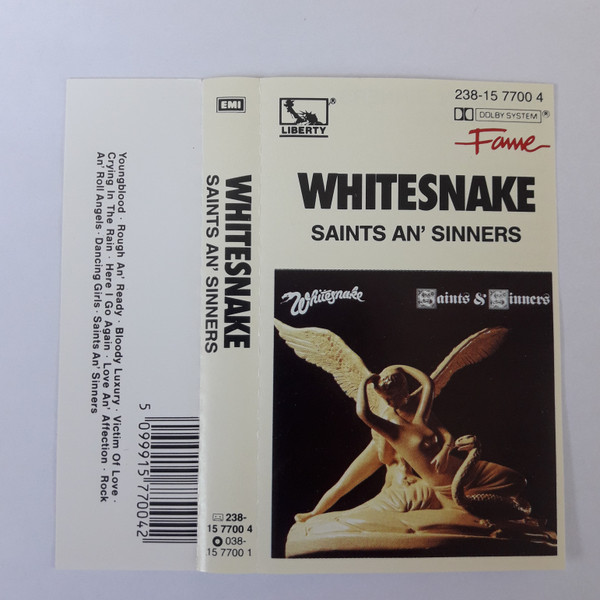 Youngblood · Rough An' Ready · Bloody Luxury · Victim Of Love ·
Crying In The Rain · Here I Go Again · Love An' Affection · Rock
An' Roll Angels · Dancing Girls · Saints An' Sinners
5 099915 770042
EMI
WHITESNAKE
SAINTS AN' SINNERS
238-
15 7700 4
038-
15 7700 1
LIBERTY®
238-15 7700 4
DOLBY SYSTEM®
Fame
WHITESNAKE
SAINTS AN' SINNERS
Whitesnake
Saints & Sinners